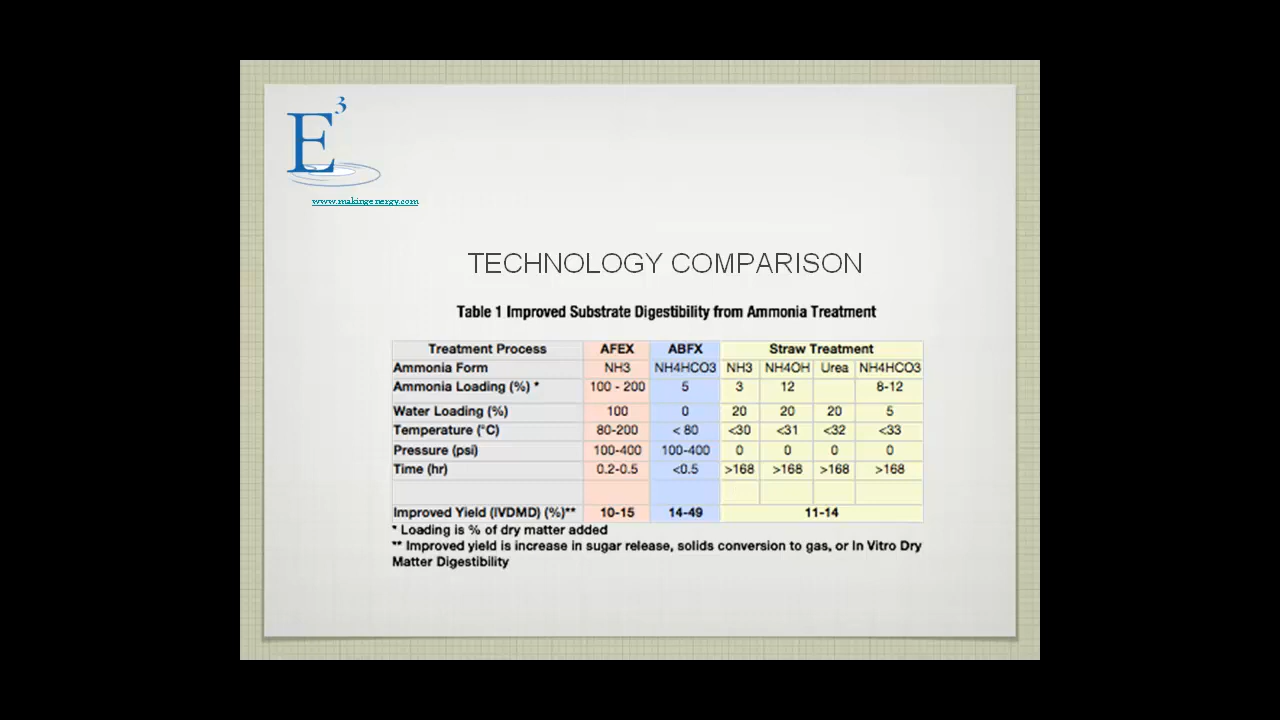 E3
www.makingenergy.com
TECHNOLOGY COMPARISON
Table 1 Improved Substrate Digestibility from Ammonia Treatment
Treatment Process AFEX ABFX Straw Treatment
Ammonia Form NH3 NH4HCO3 NH3 NH4OH Urea NH4HCO3
Ammonia Loading (%) * 100 - 200 5 3 12 8-12
Water Loading (%) 100 0 20 20 20 5
Temperature (°C) 80-200 < 80 <30 <31 <32 <33
Pressure (psi) 100-400 100-400 0 0 0 0
Time (hr) 0.2-0.5 <0.5 >168 >168 >168 >168
Improved Yield (IVDMD) (%)** 10-15 14-49 11-14
* Loading is % of dry matter added
** Improved yield is increase in sugar release, solids conversion to gas, or In Vitro Dry
Matter Digestibility